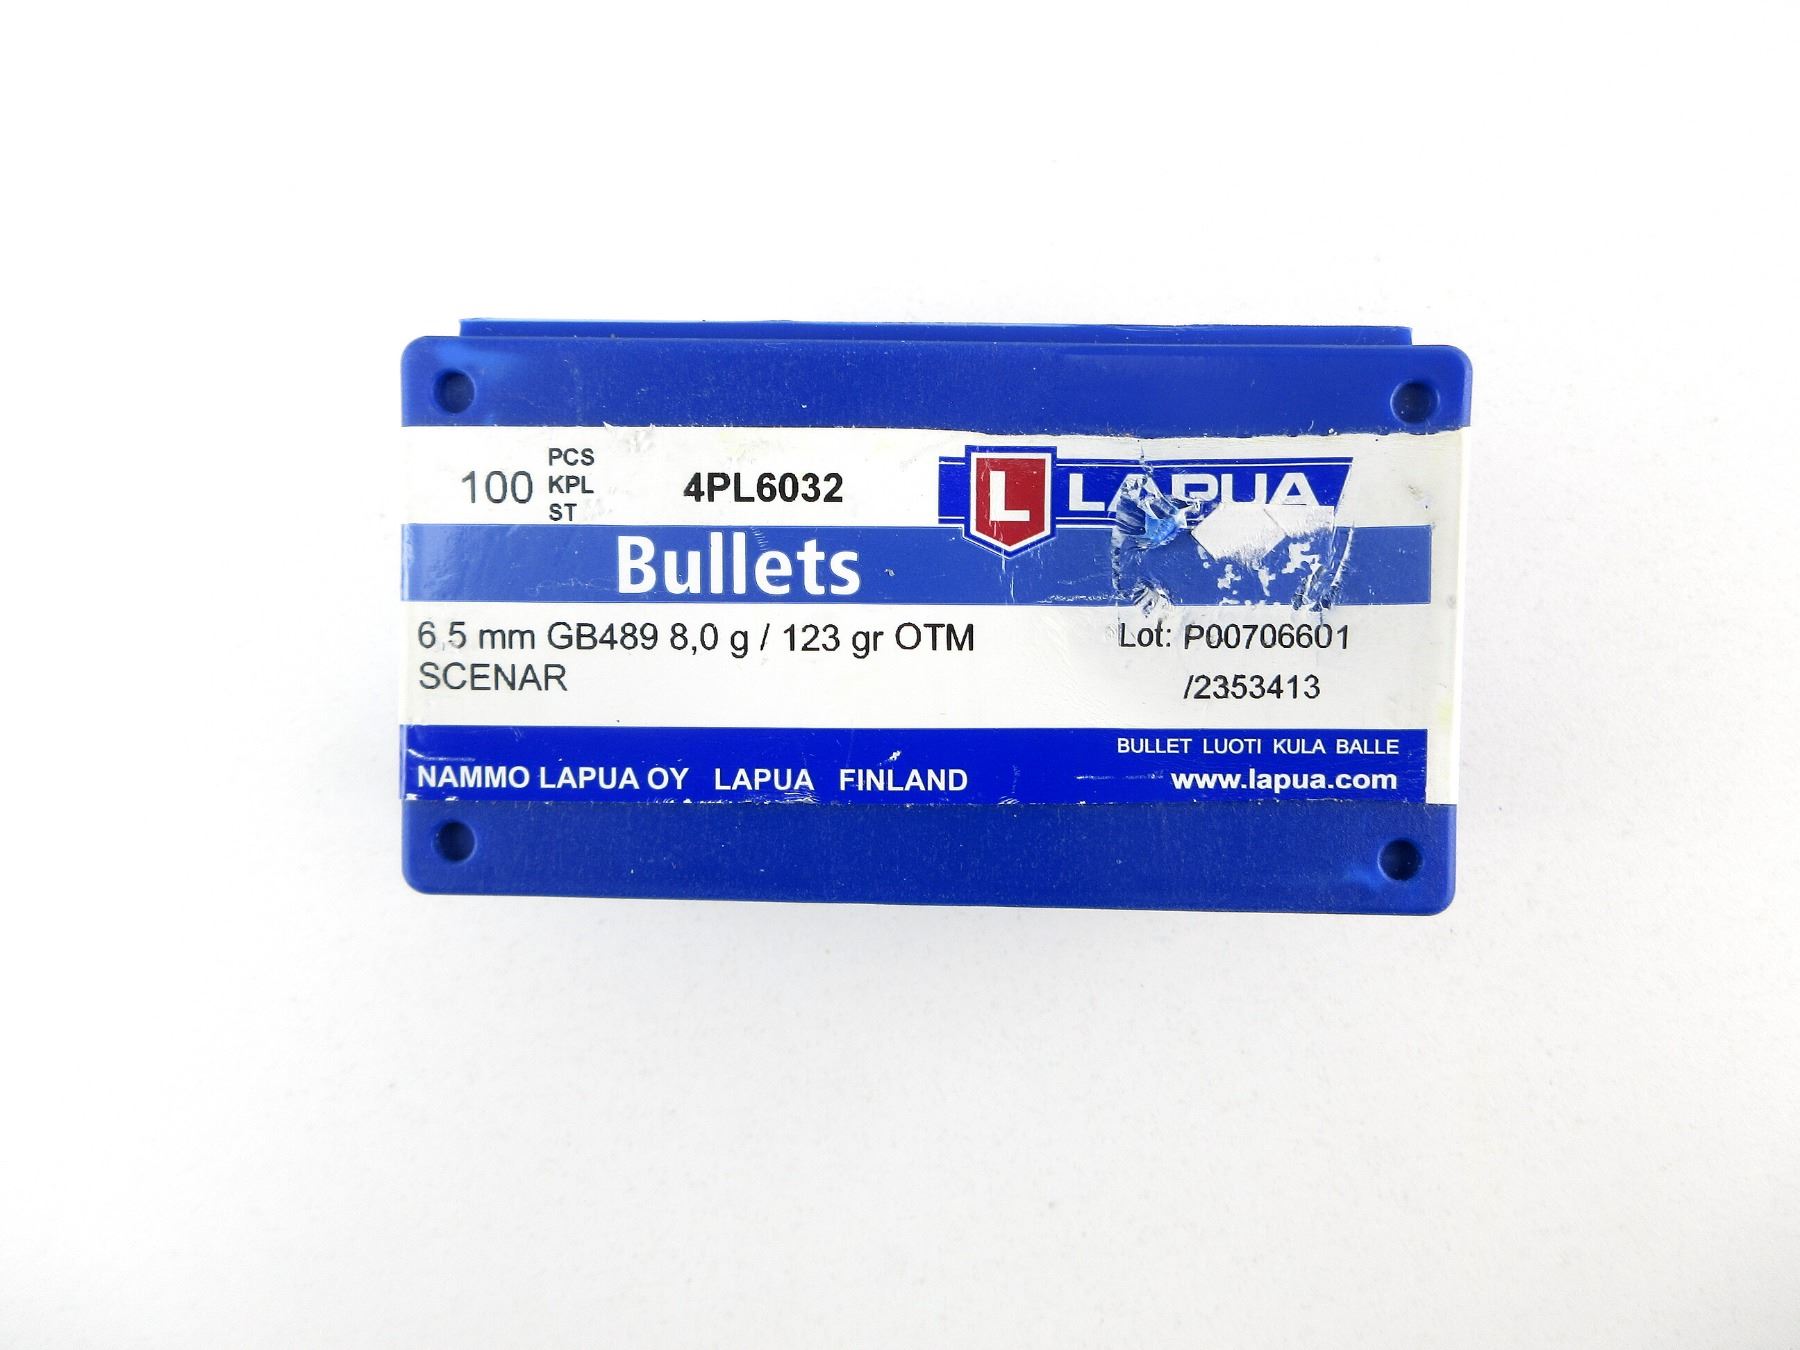 100 PCS
KPL
ST
4PL6032
L LAPUA
Bullets
6,5 mm GB489 8,0 g / 123 gr OTM
SCENAR
Lot: P00706601
/2353413
BULLET LUOTI KULA BALLE
NAMMO LAPUA OY LAPUA FINLAND
www.lapua.com